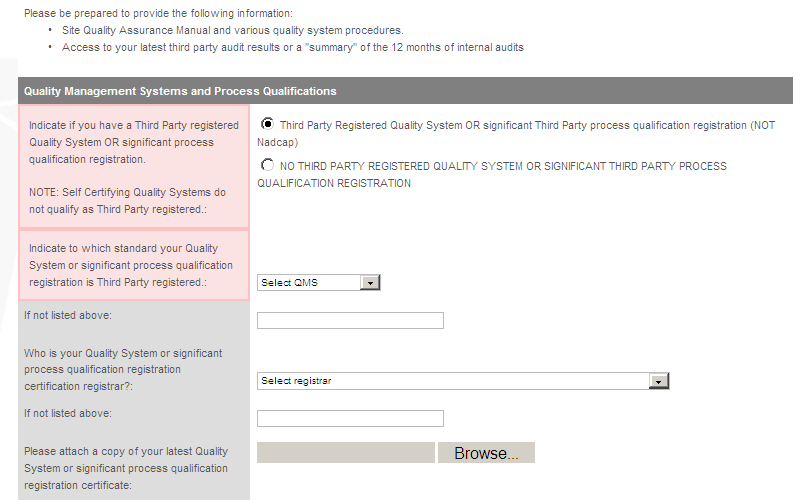 Please be prepared to provide the following information:
• Site Quality Assurance Manual and various quality system procedures.
• Access to your latest third party audit results or a "summary" of the 12 months of internal audits
Quality Management Systems and Process Qualifications
Indicate if you have a Third Party registered
Quality System OR significant process
qualification registration.
NOTE: Self Certifying Quality Systems do
not qualify as Third Party registered.:
Third Party Registered Quality System OR significant Third Party process qualification registration (NOT
Nadcap)
NO THIRD PARTY REGISTERED QUALITY SYSTEM OR SIGNIFICANT THIRD PARTY PROCESS
QUALIFICATION REGISTRATION
Indicate to which standard your Quality
System or significant process qualification
registration is Third Party registered.:
Select QMS
If not listed above:
Who is your Quality System or significant
process qualification registration
certification registrar?:
Select registrar
If not listed above:
Please attach a copy of your latest Quality
System or significant process qualification
registration certificate:
Browse...